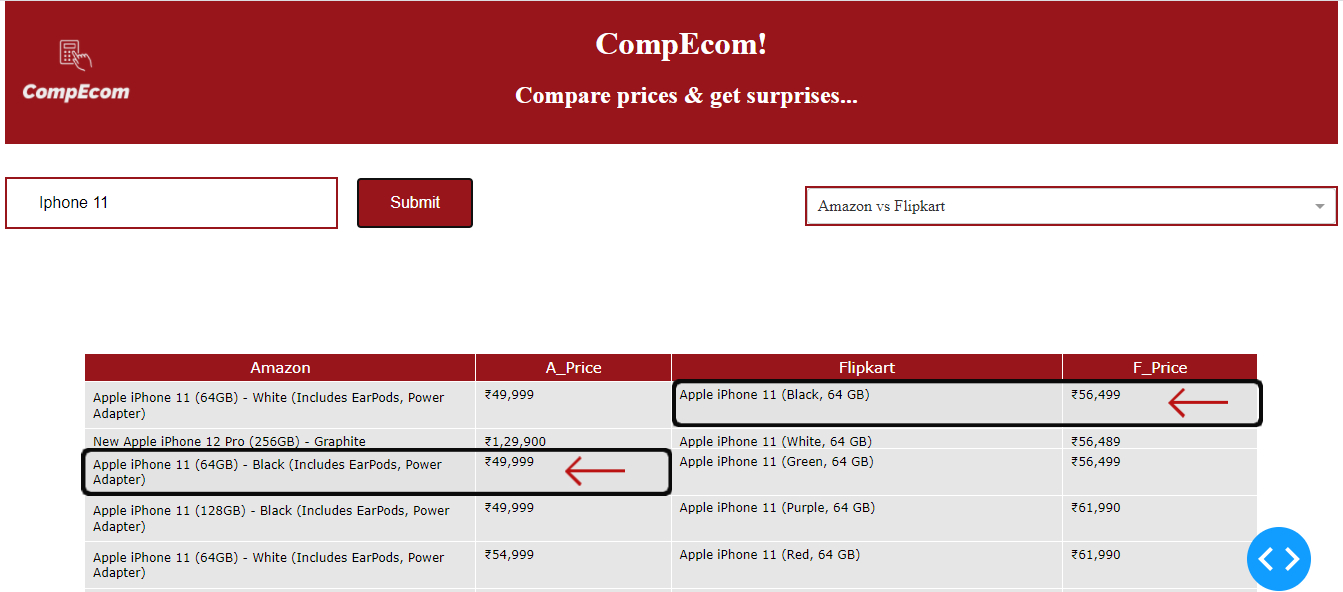 CompEcom!
CompEcom
Compare prices & get surprises...
Iphone 11
Submit
Amazon vs Flipkart
Amazon A_Price Flipkart F_Price
Apple iPhone 11 (64GB) - White (Includes EarPods, Power
Adapter)
₹49,999
Apple iPhone 11 (Black, 64 GB)
₹56,499
New Apple iPhone 12 Pro (256GB) - Graphite
₹1,29,900
Apple iPhone 11 (White, 64 GB)
₹56,489
Apple iPhone 11 (64GB) - Black (Includes EarPods, Power
Adapter)
₹49,999
Apple iPhone 11 (Green, 64 GB)
₹56,499
Apple iPhone 11 (128GB) - Black (Includes EarPods, Power
Adapter)
₹49,999
Apple iPhone 11 (Purple, 64 GB)
₹61,990
Apple iPhone 11 (64GB) - White (Includes EarPods, Power
Adapter)
₹54,999
Apple iPhone 11 (Red, 64 GB)
₹61,990